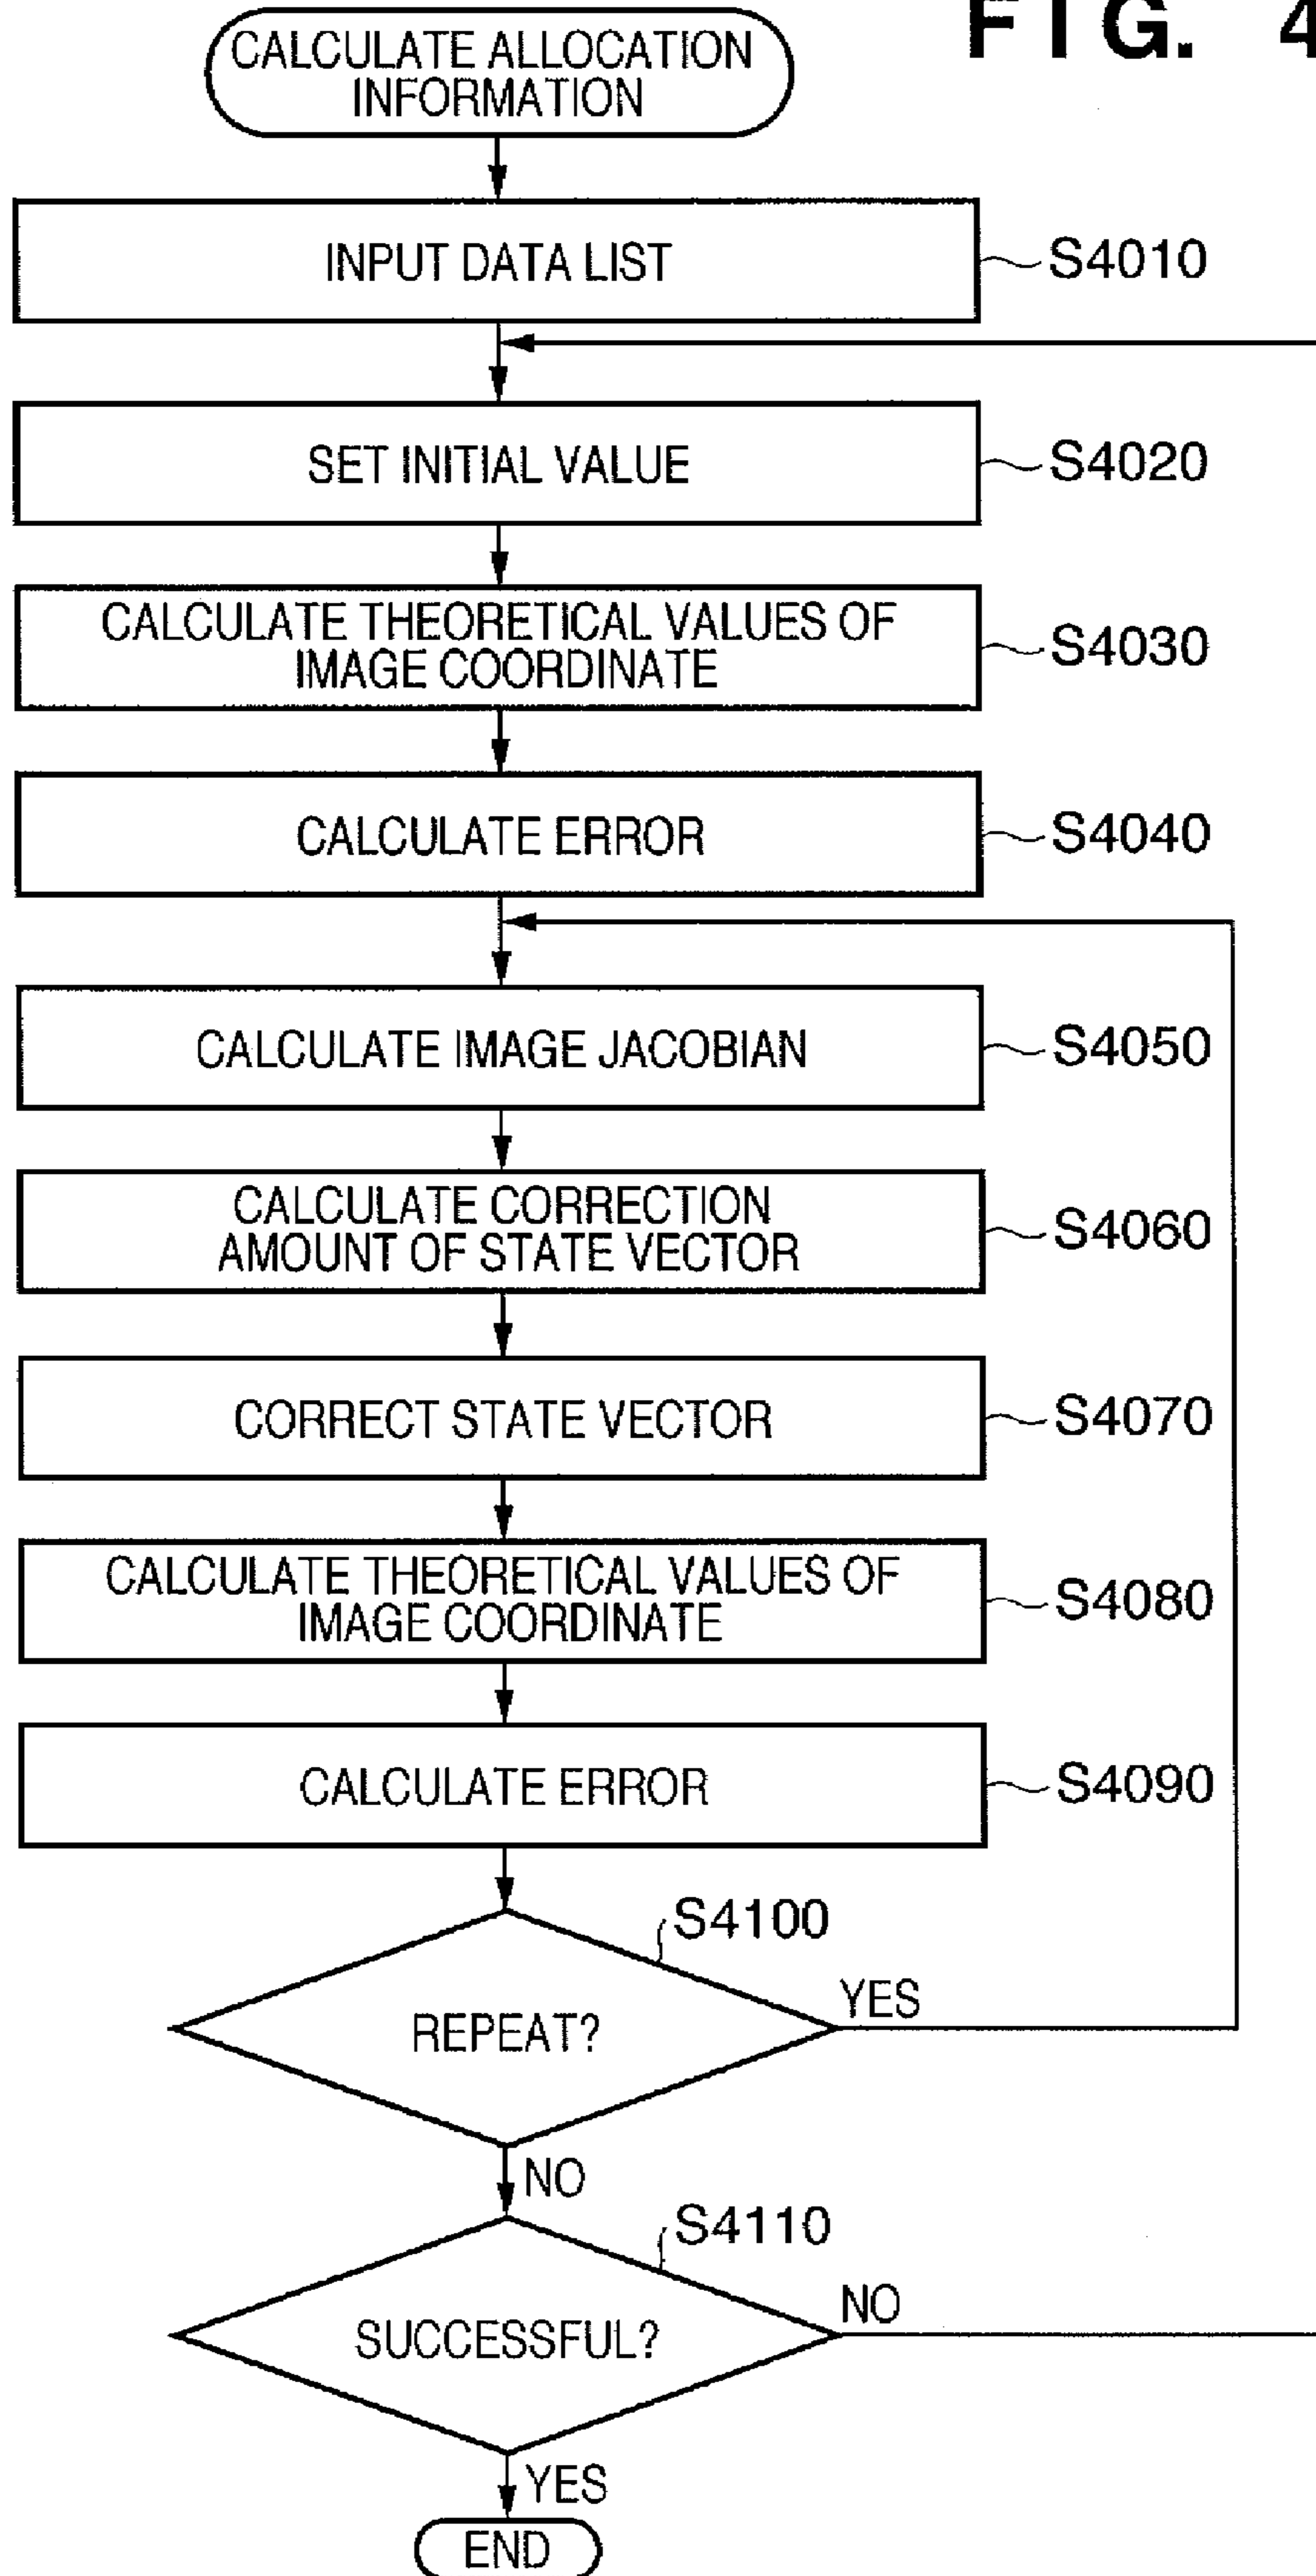 FIG. 4
CALCULATE ALLOCATION
INFORMATION
INPUT DATA LIST
S4010
SET INITIAL VALUE
S4020
CALCULATE THEORETICAL VALUES OF
IMAGE COORDINATE
S4030
CALCULATE ERROR
S4040
CALCULATE IMAGE JACOBIAN
S4050
CALCULATE CORRECTION
AMOUNT OF STATE VECTOR
S4060
CORRECT STATE VECTOR
S4070
CALCULATE THEORETICAL VALUES OF
IMAGE COORDINATE
S4080
CALCULATE ERROR
S4090
S4100
YES
REPEAT?
NO
S4110
NO
SUCCESSFUL?
YES
END